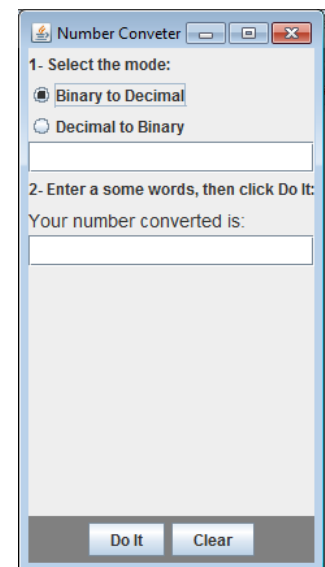 Number Conveter
1- Select the mode:
Binary to Decimal
Decimal to Binary
2- Enter a some words, then click Do It:
Your number converted is:
Do It Clear